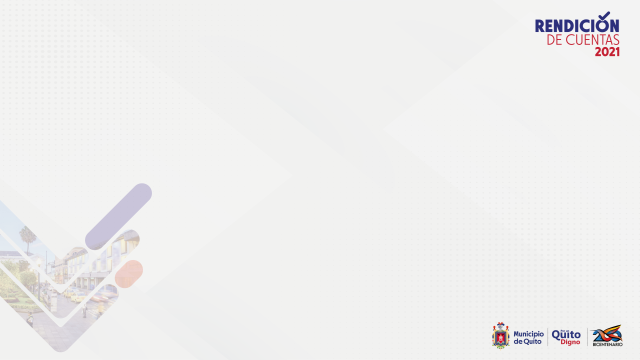 RENDICIÓN
DE CUENTAS
2021
Municipio
de Quito
Quito
Digno
BICENTENARIO